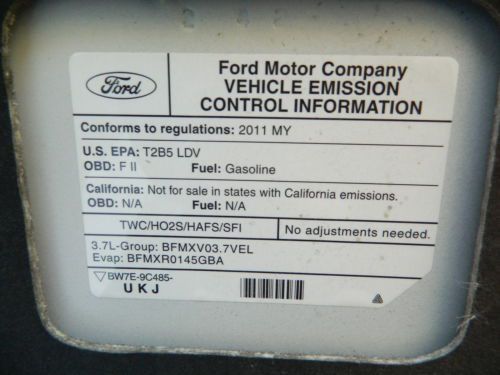 Ford
Ford Motor Company
VEHICLE EMISSION
CONTROL INFORMATION
Conforms to regulations: 2011 MY
U.S. EPA: T2B5 LDV
OBD: F II Fuel: Gasoline
California: Not for sale in states with California emissions.
OBD: N/A Fuel: N/A
TWC/HO2S/HAFS/SFI No adjustments needed.
3.7L-Group: BFMXV03.7VEL
Evap: BFMXR0145GBA
BW7E-9C485-
UKJ